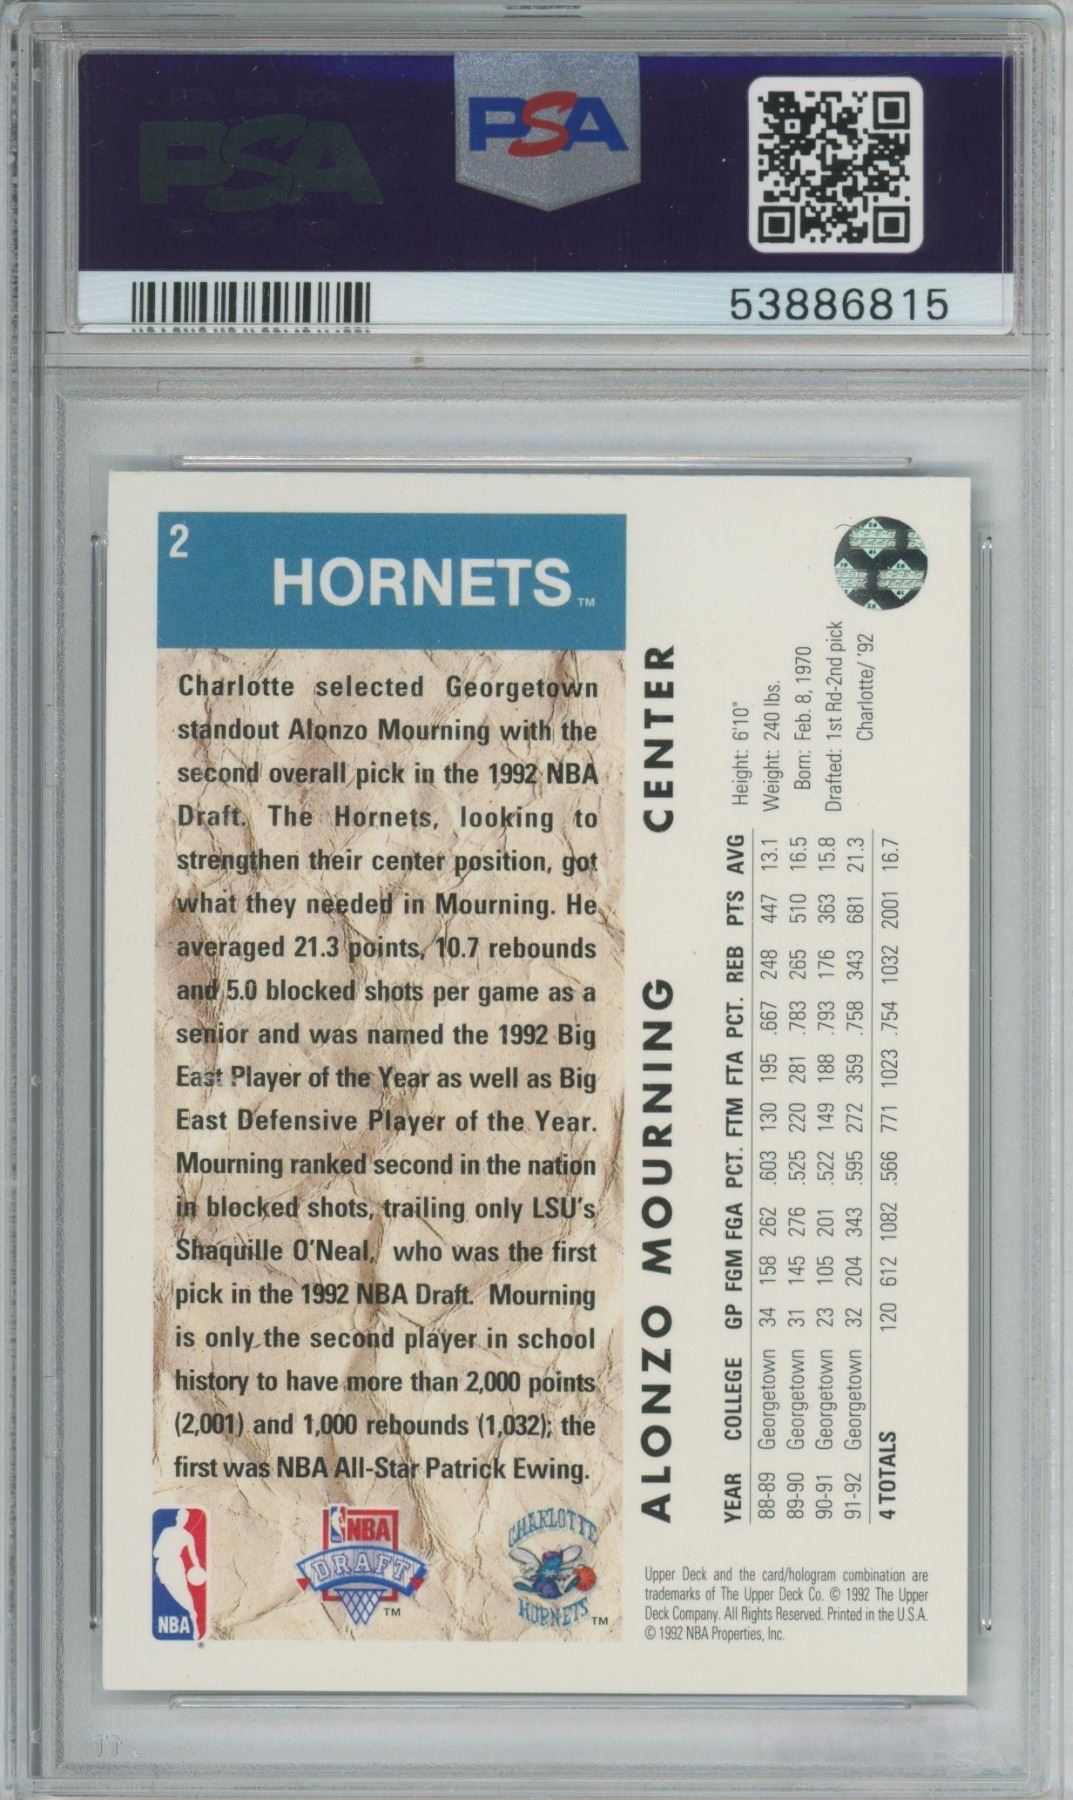 PSA
PSA
53886815
2
HORNETS™
Charlotte selected Georgetown
standout Alonzo Mourning with the
second overall pick in the 1992 NBA
Draft. The Hornets, looking to
strengthen their center position, got
what they needed in Mourning. He
averaged 21.3 points, 10.7 rebounds
and 5.0 blocked shots per game as a
senior and was named the 1992 Big
East Player of the Year as well as Big
East Defensive Player of the Year.
Mourning ranked second in the nation
in blocked shots, trailing only LSU's
Shaquille O'Neal, who was the first
pick in the 1992 NBA Draft. Mourning
is only the second player in school
history to have more than 2,000 points
(2,001) and 1,000 rebounds (1,032); the
first was NBA All-Star Patrick Ewing.
NBA®
NBA
DRAFT™
CHARLOTTE
HORNETS™
ALONZO MOURNING CENTER
Height: 6'10"
Weight: 240 lbs.
Born: Feb. 8, 1970
Drafted: 1st Rd-2nd pick
Charlotte/ '92
YEAR COLLEGE GP FGM FGA PCT. FTM FTA PCT. REB PTS AVG
88-89 Georgetown 34 158 262 .603 130 195 .667 248 447 13.1
89-90 Georgetown 31 145 276 .525 220 281 .783 265 510 16.5
90-91 Georgetown 23 105 201 .522 149 188 .793 176 363 15.8
91-92 Georgetown 32 204 343 .595 272 359 .758 343 681 21.3
4 TOTALS 120 612 1082 .566 771 1023 .754 1032 2001 16.7
Upper Deck and the card/hologram combination are
trademarks of The Upper Deck Co. © 1992 The Upper
Deck Company. All Rights Reserved. Printed in the U.S.A.
© 1992 NBA Properties, Inc.